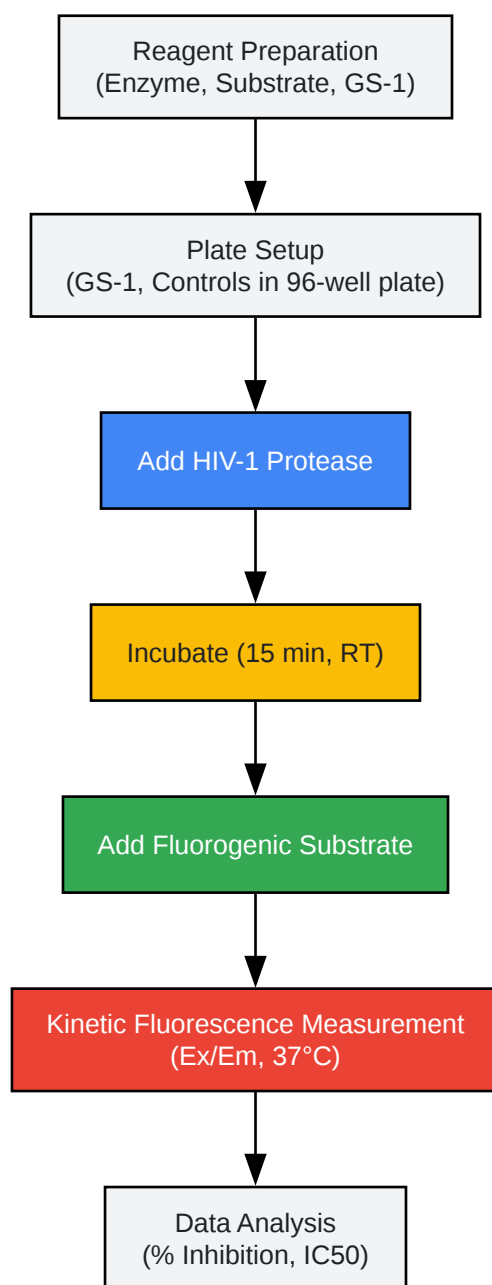 Reagent Preparation
(Enzyme, Substrate, GS-1)
Plate Setup
(GS-1, Controls in 96-well plate)
Add HIV-1 Protease
Incubate (15 min, RT)
Add Fluorogenic Substrate
Kinetic Fluorescence Measurement
(Ex/Em, 37°C)
Data Analysis
(% Inhibition, IC50)